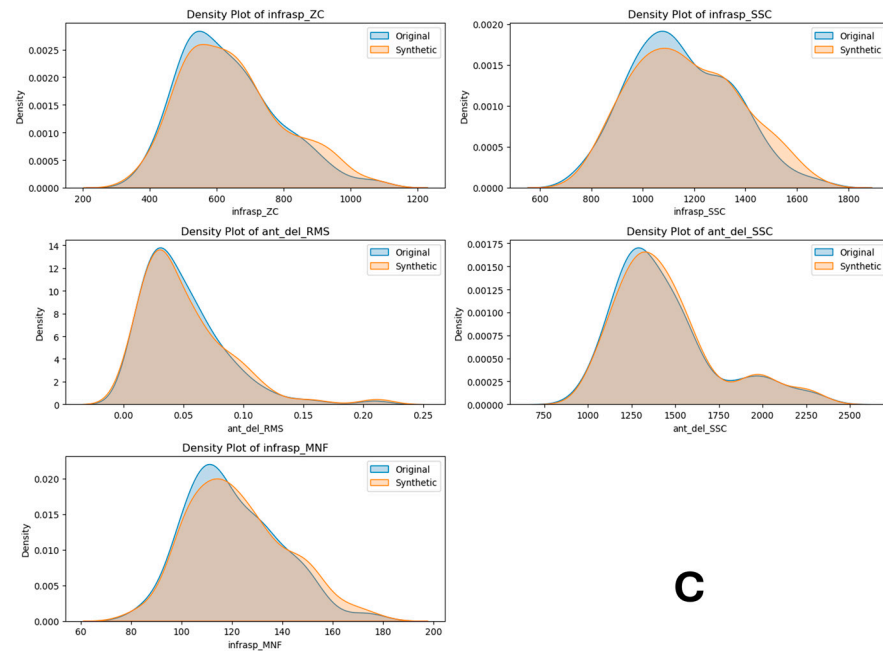 Density Plot of infrasp_ZC
Original
Synthetic
Density
0.0025
0.0020
0.0015
0.0010
0.0005
0.0000
200 400 600 800 1000 1200
infrasp_ZC
Density Plot of infrasp_SSC
Original
Synthetic
Density
0.0020
0.0015
0.0010
0.0005
0.0000
600 800 1000 1200 1400 1600 1800
infrasp_SSC
Density Plot of ant_del_RMS
Original
Synthetic
Density
14
12
10
8
6
4
2
0
0.00 0.05 0.10 0.15 0.20 0.25
ant_del_RMS
Density Plot of ant_del_SSC
Original
Synthetic
Density
0.00175
0.00150
0.00125
0.00100
0.00075
0.00050
0.00025
0.00000
750 1000 1250 1500 1750 2000 2250 2500
ant_del_SSC
Density Plot of infrasp_MNF
Original
Synthetic
Density
0.020
0.015
0.010
0.005
0.000
60 80 100 120 140 160 180 200
infrasp_MNF
C